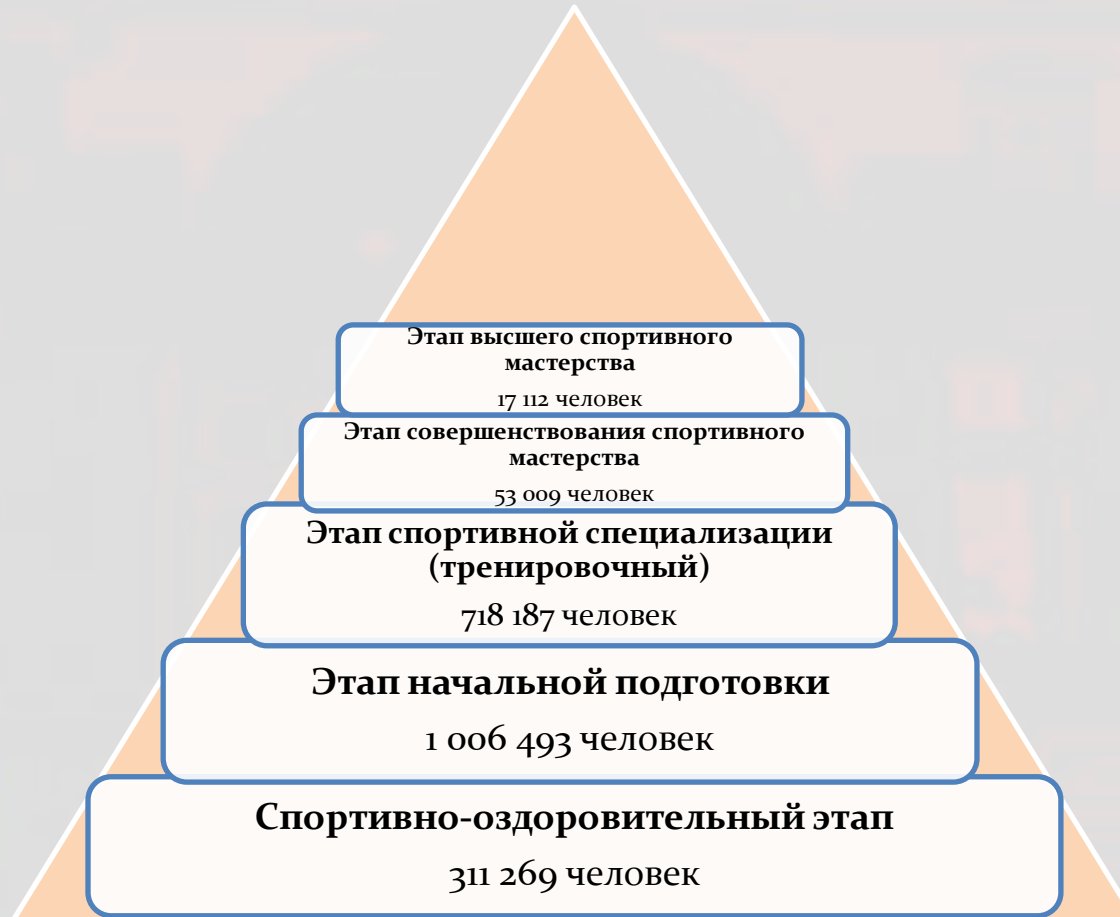 Этап высшего спортивного
мастерства
17 112 человек
Этап совершенствования спортивного
мастерства
53 009 человек
Этап спортивной специализации
(тренировочный)
718 187 человек
Этап начальной подготовки
1 006 493 человек
Спортивно-оздоровительный этап
311 269 человек